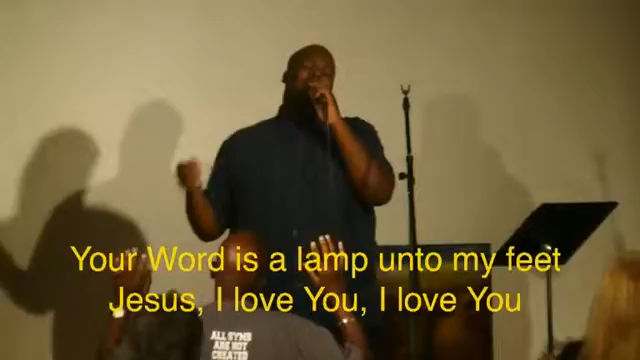 Your Word is a lamp unto my feet
Jesus, I love You, I love You
ALL GYMS
ARE NOT
CREATED